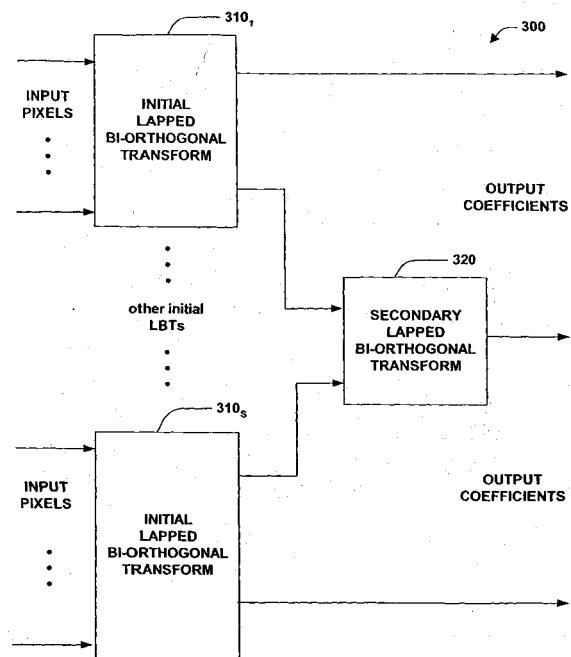 310₁
300
INPUT
PIXELS
INITIAL
LAPPED
BI-ORTHOGONAL
TRANSFORM
OUTPUT
COEFFICIENTS
320
other initial
LBTs
SECONDARY
LAPPED
BI-ORTHOGONAL
TRANSFORM
310S
INPUT
PIXELS
INITIAL
LAPPED
BI-ORTHOGONAL
TRANSFORM
OUTPUT
COEFFICIENTS